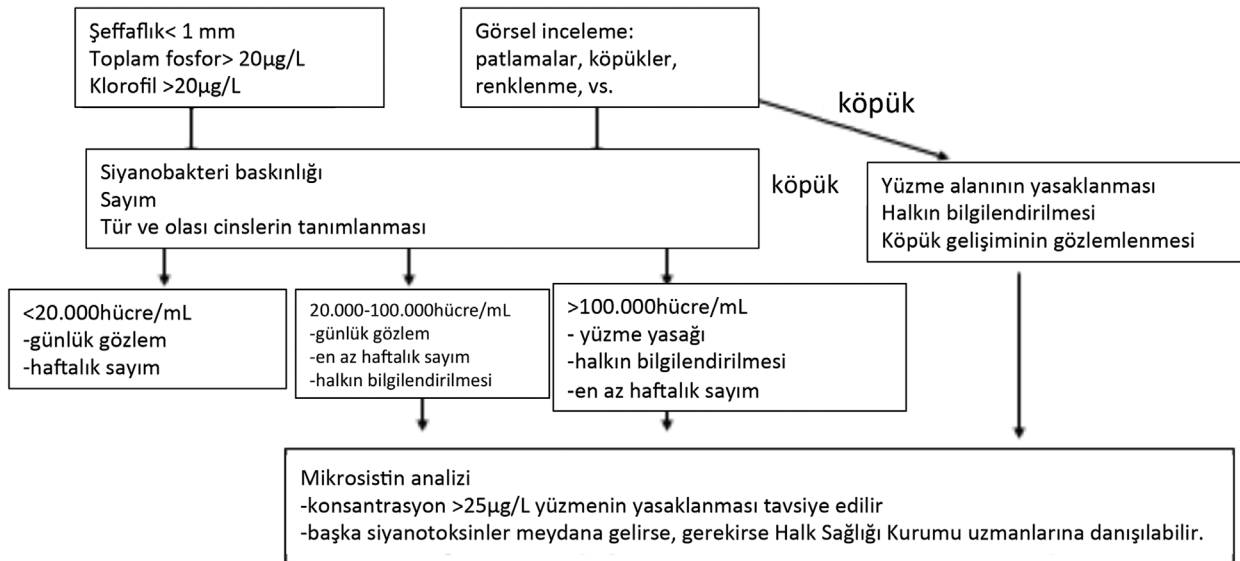 Şeffaflık< 1 mm
Toplam fosfor> 20µg/L
Klorofil >20µg/L
Görsel inceleme:
patlamalar, köpükler,
renklenme, vs.
köpük
Siyanobakteri baskınlığı
Sayım
Tür ve olası cinslerin tanımlanması
köpük
Yüzme alanının yasaklanması
Halkın bilgilendirilmesi
Köpük gelişiminin gözlemlenmesi
<20.000hücre/mL
-günlük gözlem
-haftalık sayım
20.000-100.000hücre/mL
-günlük gözlem
-en az haftalık sayım
-halkın bilgilendirilmesi
>100.000hücre/mL
- yüzme yasağı
-halkın bilgilendirilmesi
-en az haftalık sayım
Mikrosistin analizi
-konsantrasyon >25µg/L yüzmenin yasaklanması tavsiye edilir
-başka siyanotoksinler meydana gelirse, gerekirse Halk Sağlığı Kurumu uzmanlarına danışılabilir.